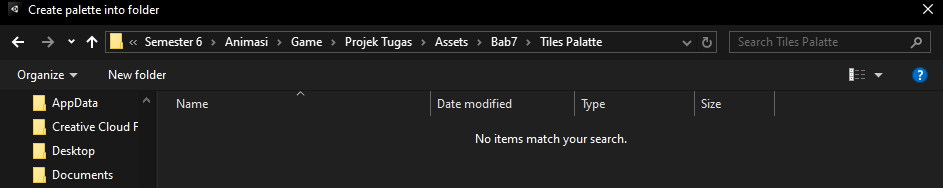 Create palette into folder
« Semester 6 > Animasi > Game > Projek Tugas > Assets > Bab7 > Tiles Palatte Search Tiles Palatte
Organize New folder ?
AppData Name Date modified Type Size
Creative Cloud F No items match your search.
Desktop
Documents